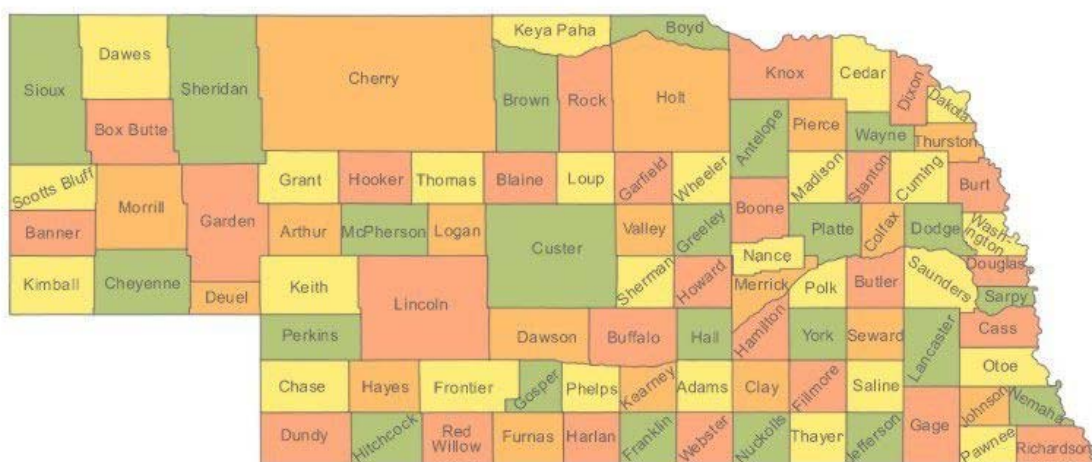 Keya Paha
Boyd
Dawes
Sioux
Sheridan
Cherry
Knox
Cedar
Dixon
Dakota
Brown
Rock
Holt
Box Butte
Antelope
Pierce
Wayne
Thurston
Scotts Bluff
Grant
Hooker
Thomas
Blaine
Loup
Garfield
Wheeler
Madison
Stanton
Cuming
Burt
Morrill
Garden
Boone
Banner
Arthur
McPherson
Logan
Custer
Valley
Greeley
Platte
Colfax
Dodge
Wash-
ington
Nance
Douglas
Kimball
Cheyenne
Deuel
Keith
Lincoln
Sherman
Howard
Merrick
Polk
Butler
Saunders
Sarpy
Perkins
Dawson
Buffalo
Hall
Hamilton
York
Seward
Lancaster
Cass
Otoe
Chase
Hayes
Frontier
Gosper
Phelps
Kearney
Adams
Clay
Fillmore
Saline
Johnson
Nemaha
Dundy
Hitchcock
Red
Willow
Furnas
Harlan
Franklin
Webster
Nuckolls
Thayer
Jefferson
Gage
Pawnee
Richardson